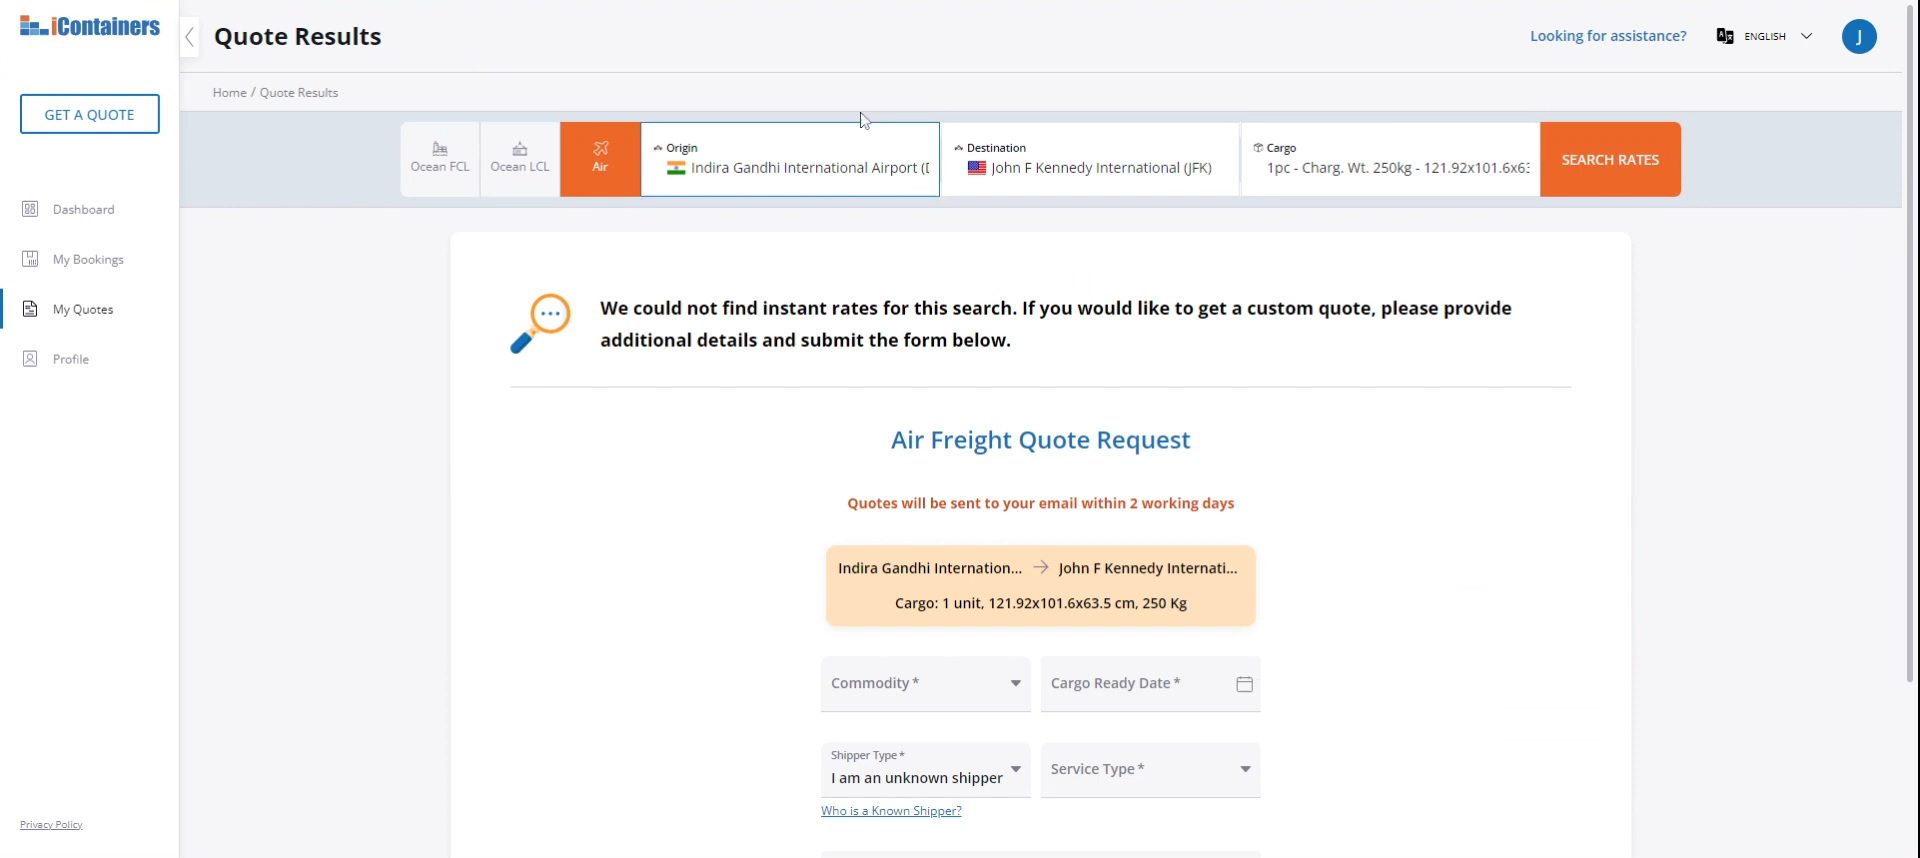 iContainers
Quote Results
Looking for assistance?
ENGLISH
J
Home / Quote Results
GET A QUOTE
Ocean FCL
Ocean LCL
Air
Origin
Indira Gandhi International Airport (D
Destination
John F Kennedy International (JFK)
Cargo
1pc - Charg. Wt. 250kg - 121.92x101.6x63
SEARCH RATES
Dashboard
My Bookings
My Quotes
Profile
We could not find instant rates for this search. If you would like to get a custom quote, please provide
additional details and submit the form below.
Air Freight Quote Request
Quotes will be sent to your email within 2 working days
Indira Gandhi Internation...
John F Kennedy Internati...
Cargo: 1 unit, 121.92x101.6x63.5 cm, 250 Kg
Commodity *
Cargo Ready Date *
Shipper Type *
I am an unknown shipper
Service Type *
Who is a Known Shipper?
Privacy Policy